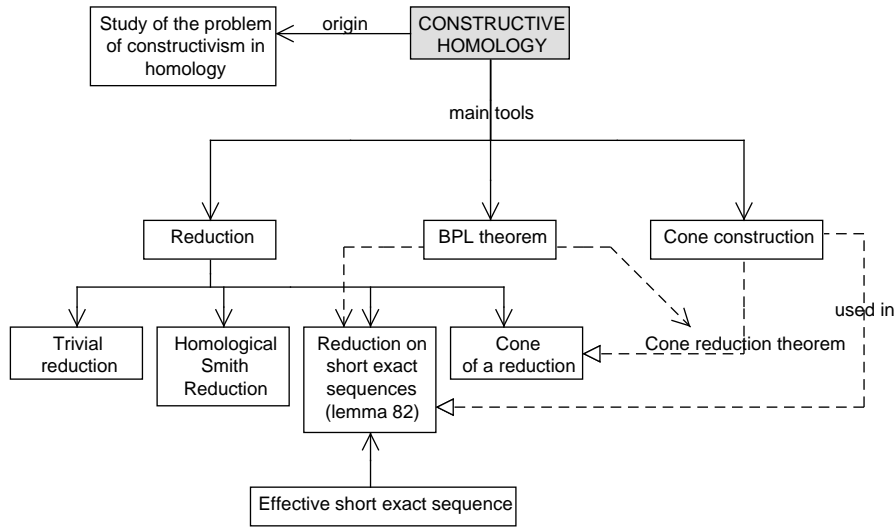 Study of the problem
of constructivism in
homology
origin
CONSTRUCTIVE
HOMOLOGY
main tools
Reduction
BPL theorem
Cone construction
used in
Trivial
reduction
Homological
Smith
Reduction
Reduction on
short exact
sequences
(lemma 82)
Cone
of a reduction
Cone reduction theorem
Effective short exact sequence